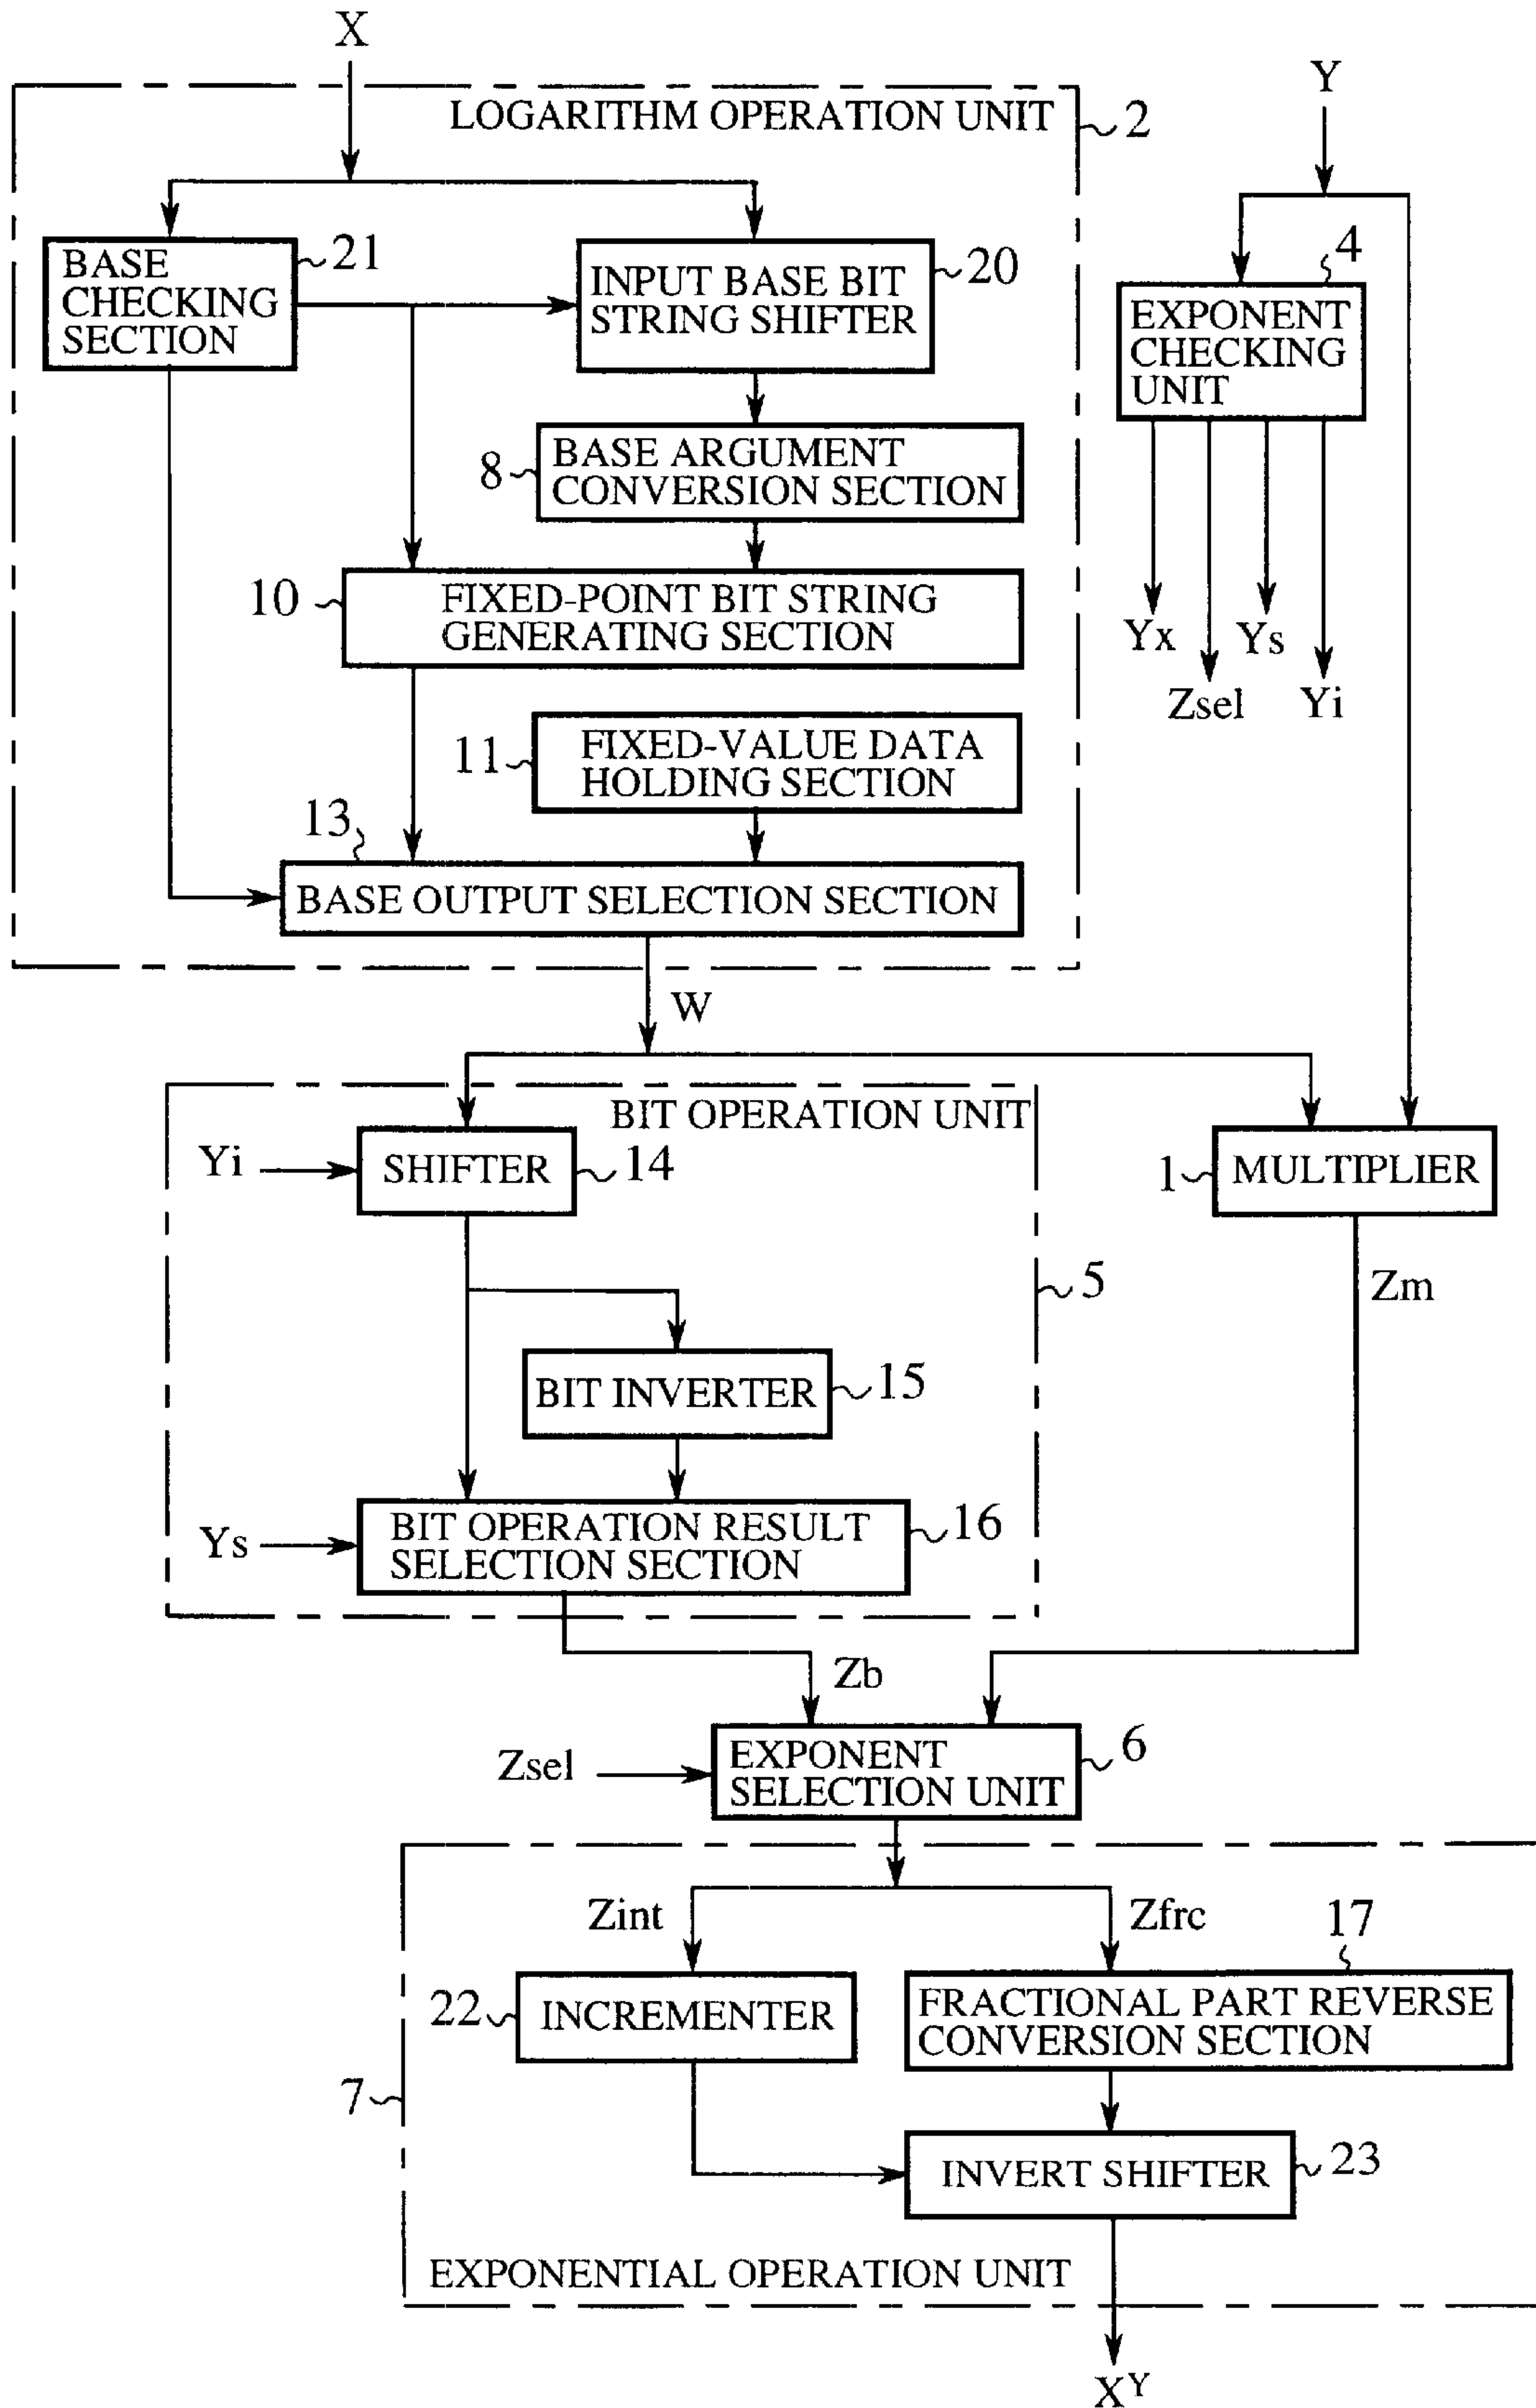 X
Y
LOGARITHM OPERATION UNIT
2
BASE
CHECKING
SECTION
21
INPUT BASE BIT
STRING SHIFTER
20
4
EXPONENT
CHECKING
UNIT
8
BASE ARGUMENT
CONVERSION SECTION
10
FIXED-POINT BIT STRING
GENERATING SECTION
Yx
Ys
Zsel
Yi
11
FIXED-VALUE DATA
HOLDING SECTION
13
BASE OUTPUT SELECTION SECTION
W
BIT OPERATION UNIT
Yi
SHIFTER
14
1
MULTIPLIER
5
Zm
BIT INVERTER
15
Ys
BIT OPERATION RESULT
SELECTION SECTION
16
Zb
Zsel
EXPONENT
SELECTION UNIT
6
Zint
Zfrc
17
22
INCREMENTER
FRACTIONAL PART REVERSE
CONVERSION SECTION
7
INVERT SHIFTER
23
EXPONENTIAL OPERATION UNIT
X^Y